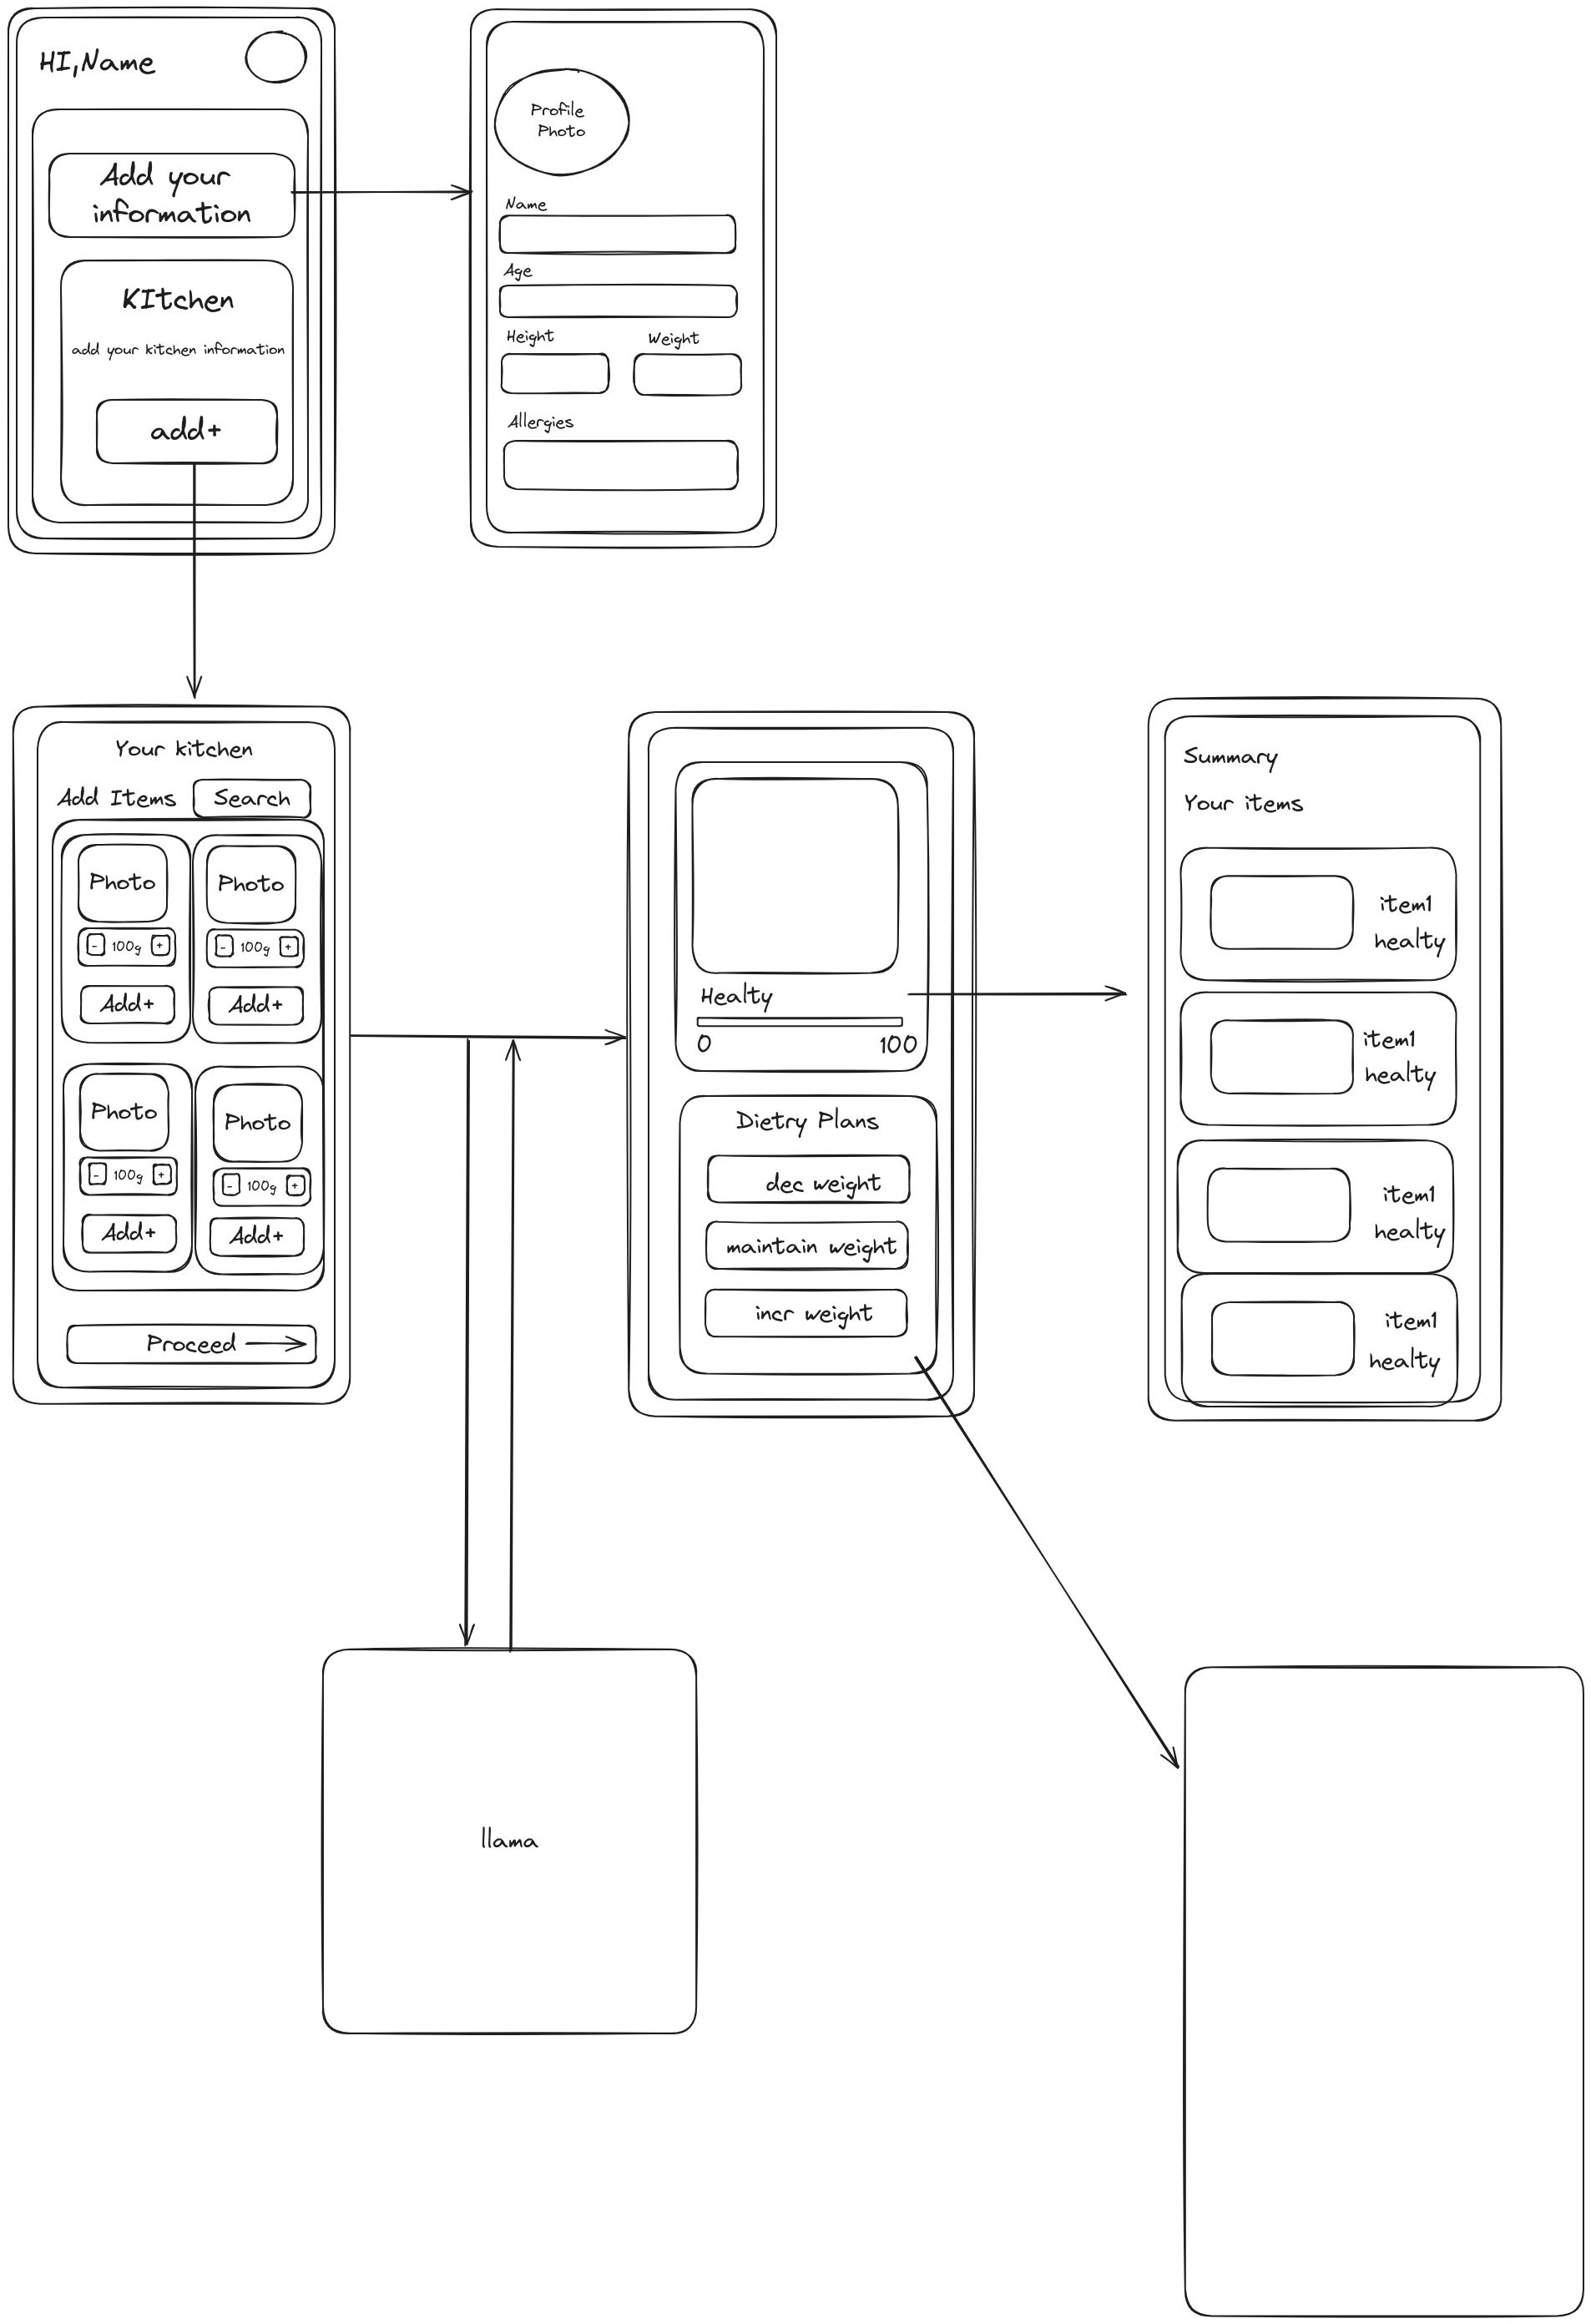 HI,Name
Add your
information
KItchen
add your kitchen information
add+
Profile
Photo
Name
Age
Height
Weight
Allergies
Your kitchen
Add Items
Search
Photo
Photo
- 100g +
- 100g +
Add+
Add+
Photo
Photo
- 100g +
- 100g +
Add+
Add+
Proceed
Healty
0
100
Dietry Plans
dec weight
maintain weight
incr weight
Summary
Your items
item1
healty
item1
healty
item1
healty
item1
healty
llama